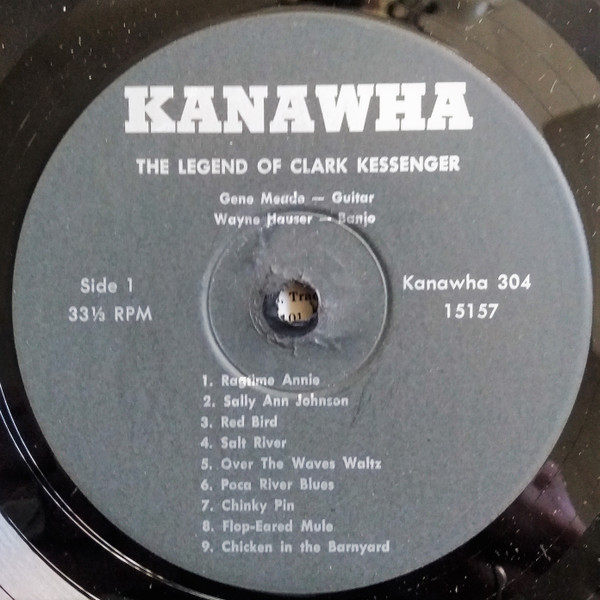 KANAWHA
THE LEGEND OF CLARK KESSENGER
Gene Meade — Guitar
Wayne Hauser — Banjo
Side 1
33⅓ RPM
Kanawha 304
15157
1. Ragtime Annie
2. Sally Ann Johnson
3. Red Bird
4. Salt River
5. Over The Waves Waltz
6. Poca River Blues
7. Chinky Pin
8. Flop-Eared Mule
9. Chicken in the Barnyard